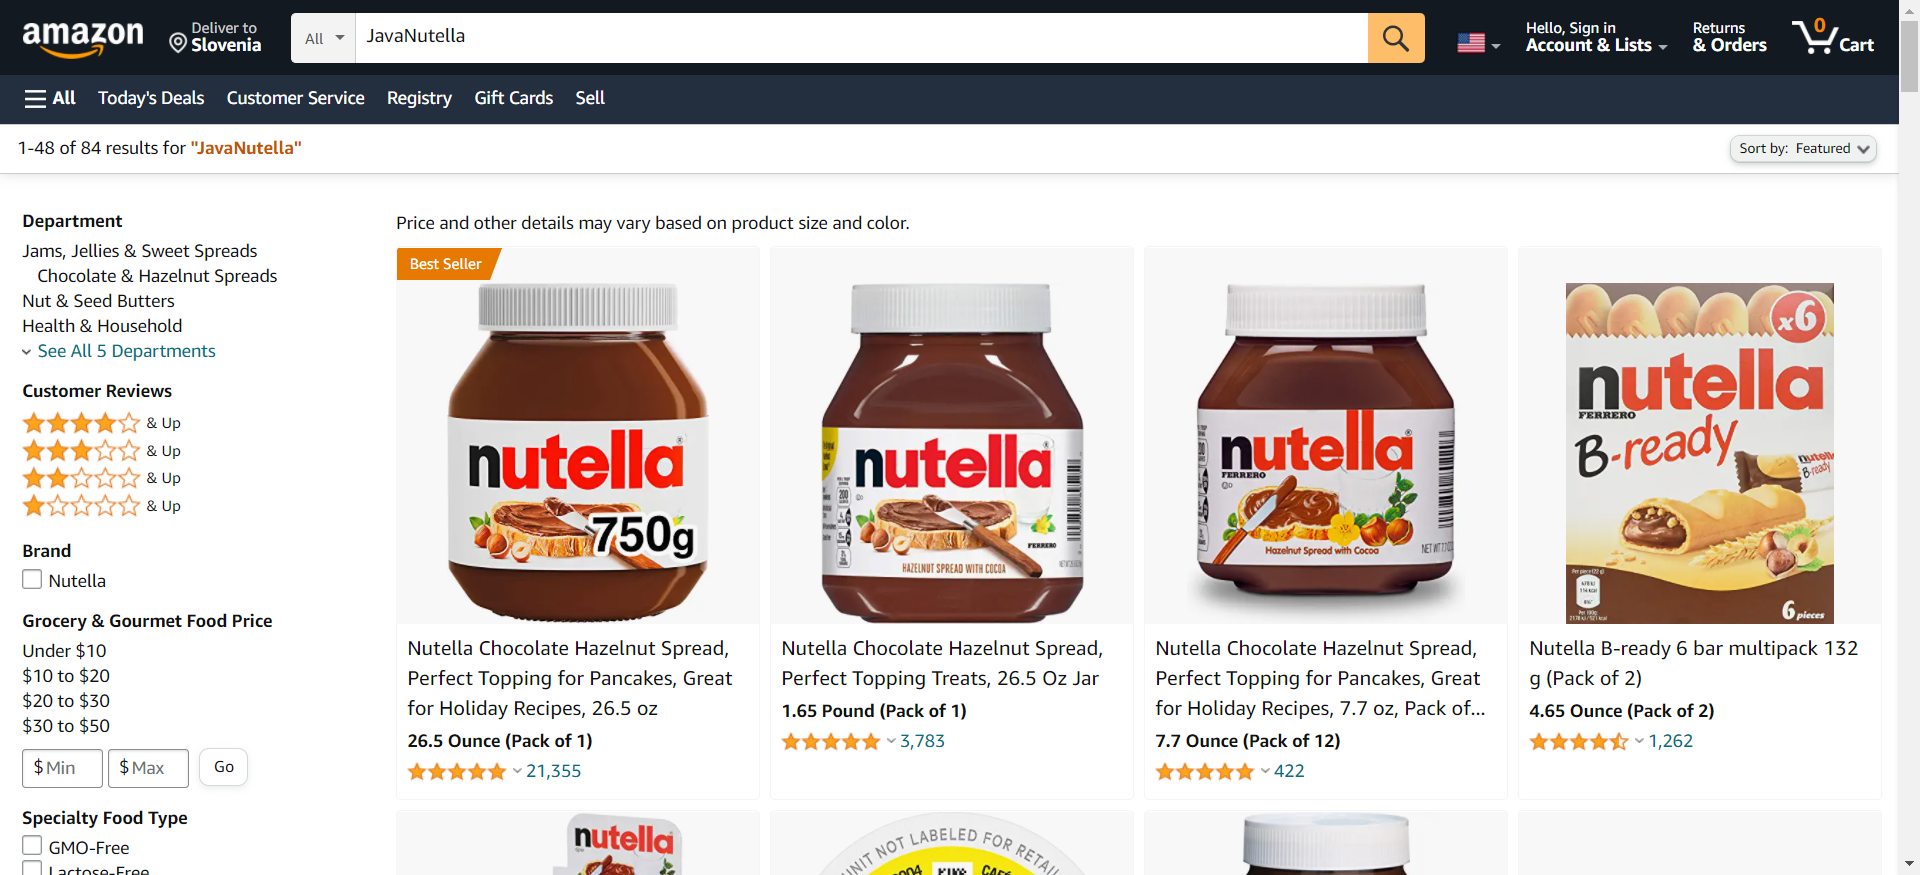 amazon
Deliver to
Slovenia
All
JavaNutella
Hello, Sign in
Account & Lists
Returns
& Orders
0
Cart
All
Today's Deals
Customer Service
Registry
Gift Cards
Sell
1-48 of 84 results for "JavaNutella"
Sort by: Featured
Department
Jams, Jellies & Sweet Spreads
Chocolate & Hazelnut Spreads
Nut & Seed Butters
Health & Household
See All 5 Departments
Customer Reviews
& Up
& Up
& Up
& Up
Brand
Nutella
Grocery & Gourmet Food Price
Under $10
$10 to $20
$20 to $30
$30 to $50
$ Min
$ Max
Go
Specialty Food Type
GMO-Free
Lactose-Free
Price and other details may vary based on product size and color.
Best Seller
nutella
750g
Nutella Chocolate Hazelnut Spread,
Perfect Topping for Pancakes, Great
for Holiday Recipes, 26.5 oz
26.5 Ounce (Pack of 1)
21,355
nutella
FERRERO
HAZELNUT SPREAD WITH COCOA
Nutella Chocolate Hazelnut Spread,
Perfect Topping Treats, 26.5 Oz Jar
1.65 Pound (Pack of 1)
3,783
nutella
FERRERO
Hazelnut Spread with Cocoa
Nutella Chocolate Hazelnut Spread,
Perfect Topping for Pancakes, Great
for Holiday Recipes, 7.7 oz, Pack of...
7.7 Ounce (Pack of 12)
422
x6
nutella
FERRERO
B-ready
6 pieces
Nutella B-ready 6 bar multipack 132
g (Pack of 2)
4.65 Ounce (Pack of 2)
1,262
nutella
UNIT NOT LABELED FOR RETAIL